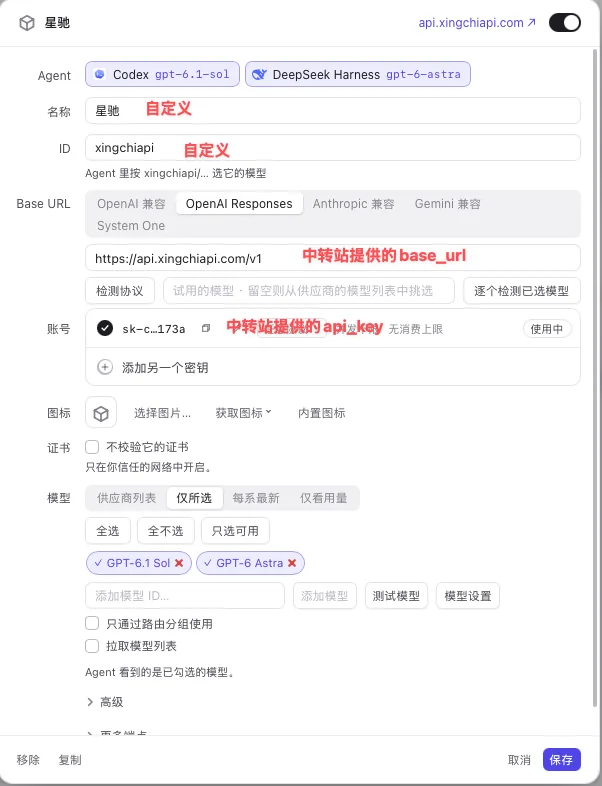 星驰 api.xingchiapi.com ↗
Agent Codex gpt-6.1-sol DeepSeek Harness gpt-6-astra
名称 星驰 自定义
ID xingchiapi 自定义
Agent 里按 xingchiapi/... 选它的模型
Base URL OpenAI 兼容 OpenAI Responses Anthropic 兼容 Gemini 兼容
System One
https://api.xingchiapi.com/v1 中转站提供的base_url
检测协议 试用的模型 · 留空则从供应商的模型列表中挑选 逐个检测已选模型
账号 sk-c...173a 中转站提供的api_key 无消费上限 使用中
添加另一个密钥
图标 选择图片... 获取图标 内置图标
证书 不校验它的证书
只在你信任的网络中开启。
模型 供应商列表 仅所选 每系最新 仅看用量
全选 全不选 只选可用
✓ GPT-6.1 Sol ✕ ✓ GPT-6 Astra ✕
添加模型 ID... 添加模型 测试模型 模型设置
只通过路由分组使用
拉取模型列表
Agent 看到的是已勾选的模型。
高级
更多端点
移除 复制 取消 保存